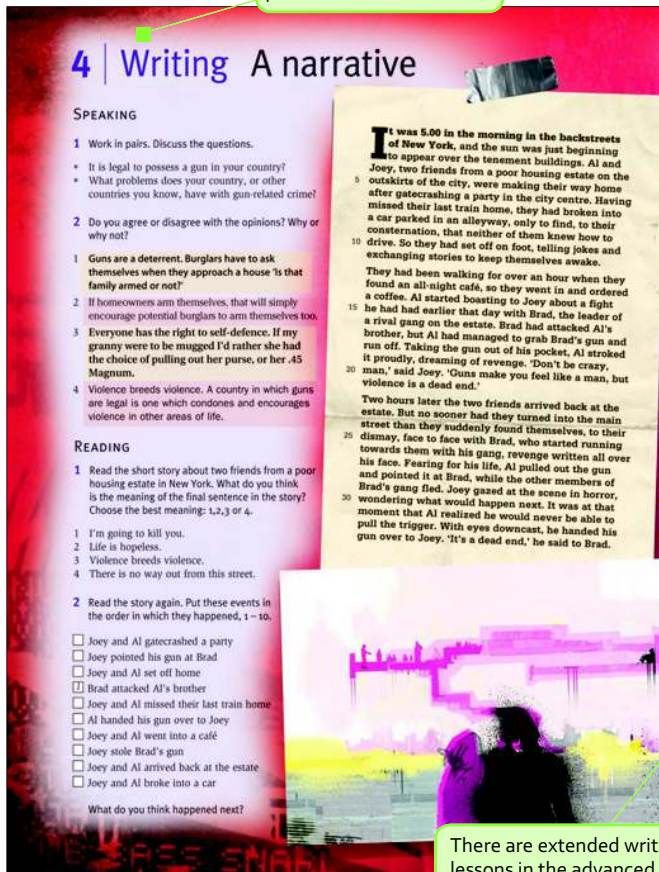 4 | Writing A narrative
SPEAKING
1 Work in pairs. Discuss the questions.
• It is legal to possess a gun in your country?
• What problems does your country, or other
countries you know, have with gun-related crime?
2 Do you agree or disagree with the opinions? Why or
why not?
1 Guns are a deterrent. Burglars have to ask
themselves when they approach a house 'Is that
family armed or not?'
2 If homeowners arm themselves, that will simply
encourage potential burglars to arm themselves too.
3 Everyone has the right to self-defence. If my
granny were to be mugged I'd rather she had
the choice of pulling out her purse, or her .45
Magnum.
4 Violence breeds violence. A country in which guns
are legal is one which condones and encourages
violence in other areas of life.
READING
1 Read the short story about two friends from a poor
housing estate in New York. What do you think
is the meaning of the final sentence in the story?
Choose the best meaning: 1,2,3 or 4.
1 I'm going to kill you.
2 Life is hopeless.
3 Violence breeds violence.
4 There is no way out from this street.
2 Read the story again. Put these events in
the order in which they happened, 1 – 10.
Joey and Al gatecrashed a party
Joey pointed his gun at Brad
Joey and Al set off home
1 Brad attacked Al's brother
Joey and Al missed their last train home
Al handed his gun over to Joey
Joey and Al went into a café
Joey stole Brad's gun
Joey and Al arrived back at the estate
Joey and Al broke into a car
What do you think happened next?
It was 5.00 in the morning in the backstreets
of New York, and the sun was just beginning
to appear over the tenement buildings. Al and
Joey, two friends from a poor housing estate on the
5 outskirts of the city, were making their way home
after gatecrashing a party in the city centre. Having
missed their last train home, they had broken into
a car parked in an alleyway, only to find, to their
consternation, that neither of them knew how to
10 drive. So they had set off on foot, telling jokes and
exchanging stories to keep themselves awake.
They had been walking for over an hour when they
found an all-night café, so they went in and ordered
a coffee. Al started boasting to Joey about a fight
15 he had had earlier that day with Brad, the leader of
a rival gang on the estate. Brad had attacked Al's
brother, but Al had managed to grab Brad's gun and
run off. Taking the gun out of his pocket, Al stroked
it proudly, dreaming of revenge. 'Don't be crazy,
20 man,' said Joey. 'Guns make you feel like a man, but
violence is a dead end.'
Two hours later the two friends arrived back at the
estate. But no sooner had they turned into the main
street than they suddenly found themselves, to their
25 dismay, face to face with Brad, who started running
towards them with his gang, revenge written all over
his face. Fearing for his life, Al pulled out the gun
and pointed it at Brad, while the other members of
Brad's gang fled. Joey gazed at the scene in horror,
30 wondering what would happen next. It was at that
moment that Al realized he would never be able to
pull the trigger. With eyes downcast, he handed his
gun over to Joey. 'It's a dead end,' he said to Brad.
There are extended writ
lessons in the advanced